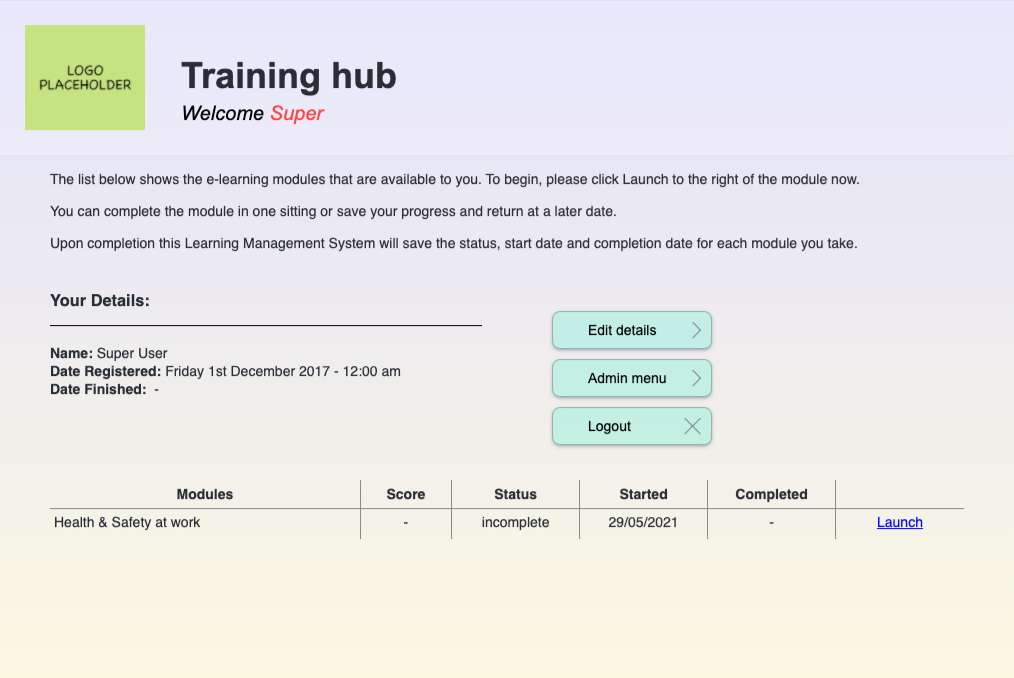 LOGO
PLACEHOLDER
Training hub
Welcome Super
The list below shows the e-learning modules that are available to you. To begin, please click Launch to the right of the module now.
You can complete the module in one sitting or save your progress and return at a later date.
Upon completion this Learning Management System will save the status, start date and completion date for each module you take.
Your Details:
Name: Super User
Date Registered: Friday 1st December 2017 - 12:00 am
Date Finished: -
Edit details
Admin menu
Logout
Modules Score Status Started Completed
Health & Safety at work - incomplete 29/05/2021 - Launch